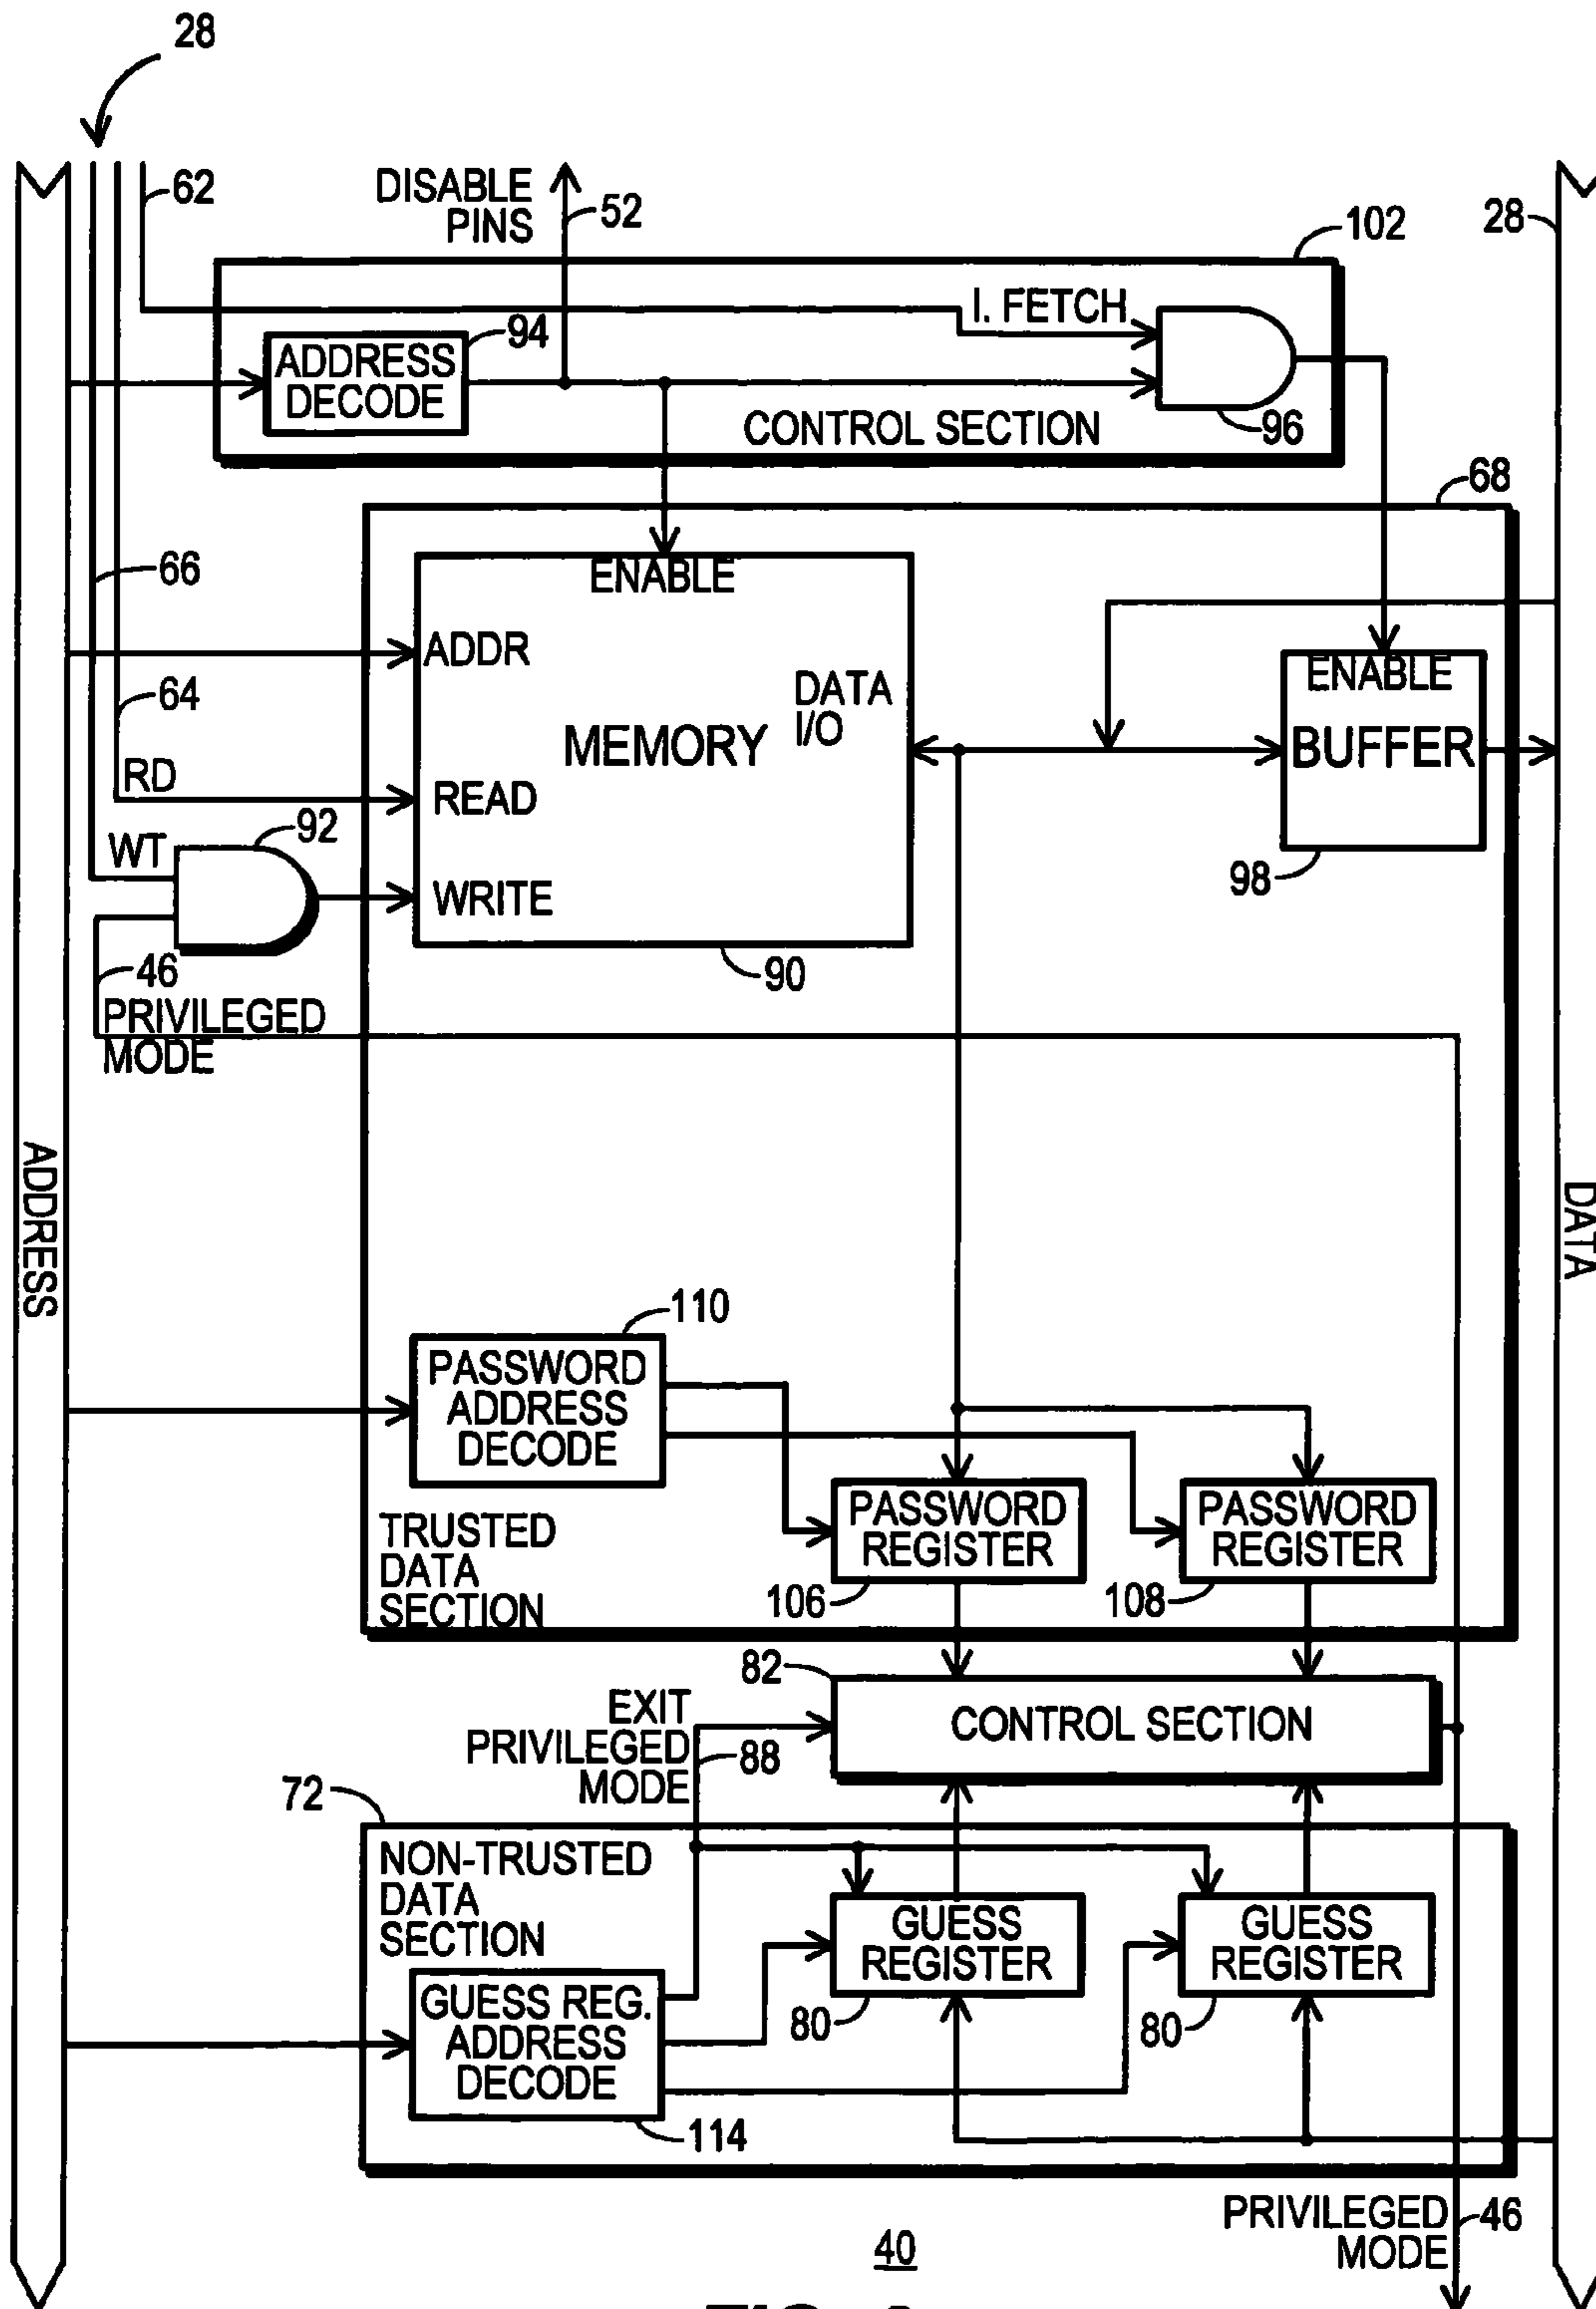 28
62
DISABLE
PINS
52
102
28
I. FETCH
94
ADDRESS
DECODE
CONTROL SECTION
96
68
66
ENABLE
ADDR
64
DATA
I/O
MEMORY
ENABLE
BUFFER
RD
READ
92
WT
WRITE
98
46
90
PRIVILEGED
MODE
ADDRESS
DATA
110
PASSWORD
ADDRESS
DECODE
PASSWORD
REGISTER
PASSWORD
REGISTER
TRUSTED
DATA
SECTION
106
108
82
EXIT
PRIVILEGED
MODE
88
CONTROL SECTION
72
NON-TRUSTED
DATA
SECTION
GUESS
REGISTER
GUESS
REGISTER
80
80
GUESS REG.
ADDRESS
DECODE
114
PRIVILEGED
MODE
46
40